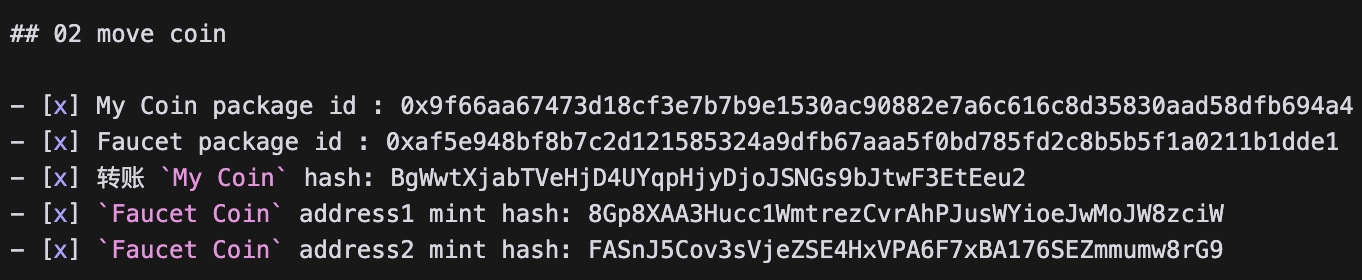 ## 02 move coin
- [x] My Coin package id : 0x9f66aa67473d18cf3e7b7b9e1530ac90882e7a6c616c8d35830aad58dfb694a4
- [x] Faucet package id : 0xaf5e948bf8b7c2d121585324a9dfb67aaa5f0bd785fd2c8b5b5f1a0211b1dde1
- [x] 转账 `My Coin` hash: BgWwtXjabTVeHjD4UYqpHjyDjoJSNGs9bJtwF3EtEeu2
- [x] `Faucet Coin` address1 mint hash: 8Gp8XAA3Hucc1WmtrezCvrAhPJusWYioeJwMoJW8zciW
- [x] `Faucet Coin` address2 mint hash: FASnJ5Cov3sVjeZSE4HxVPA6F7xBA176SEZmmumw8rG9